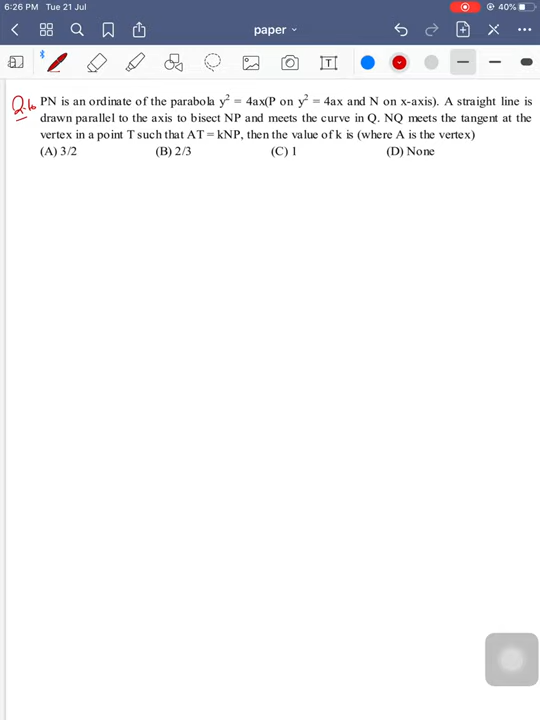 6:26 PM Tue 21 Jul
40%
paper
T
Q.16 PN is an ordinate of the parabola y² = 4ax(P on y² = 4ax and N on x-axis). A straight line is
drawn parallel to the axis to bisect NP and meets the curve in Q. NQ meets the tangent at the
vertex in a point T such that AT = kNP, then the value of k is (where A is the vertex)
(A) 3/2 (B) 2/3 (C) 1 (D) None